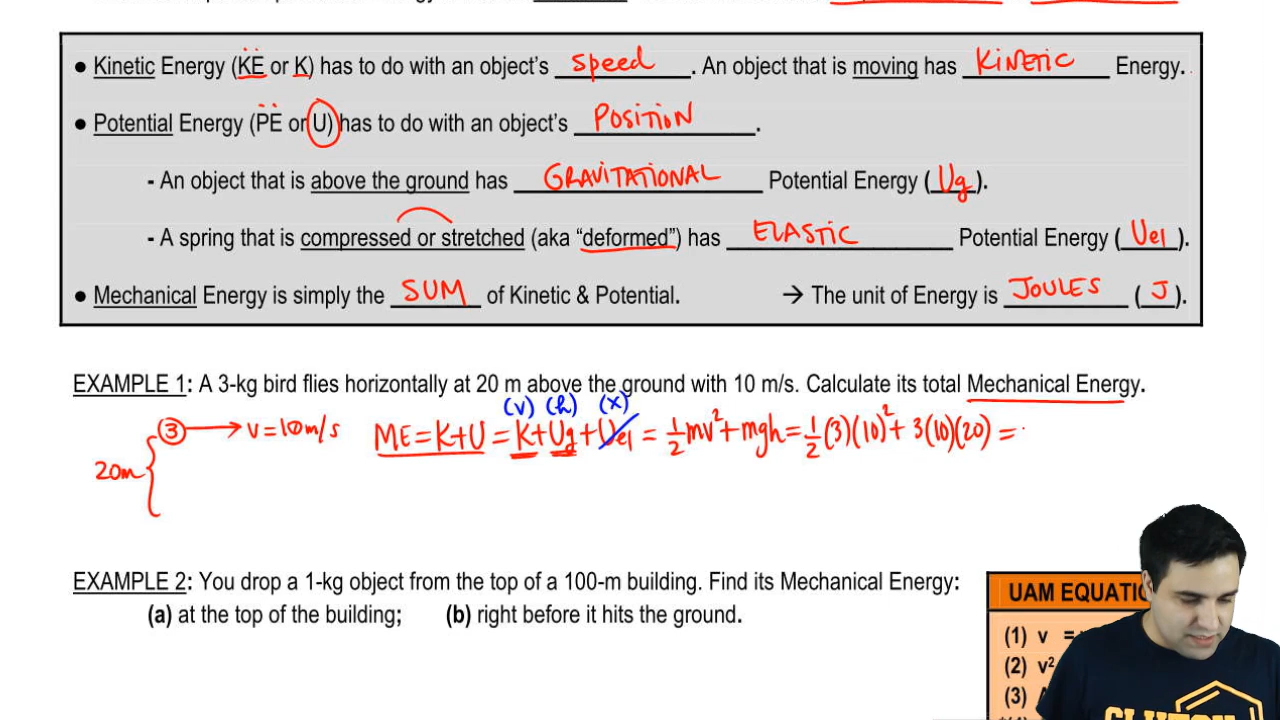 ● Kinetic Energy (KE or K) has to do with an object's speed. An object that is moving has KINETIC Energy.
● Potential Energy (PE or U) has to do with an object's POSITION.
- An object that is above the ground has GRAVITATIONAL Potential Energy (Ug).
- A spring that is compressed or stretched (aka “deformed”) has ELASTIC Potential Energy (Uel).
● Mechanical Energy is simply the SUM of Kinetic & Potential. → The unit of Energy is JOULES (J).
EXAMPLE 1: A 3-kg bird flies horizontally at 20 m above the ground with 10 m/s. Calculate its total Mechanical Energy.
(v) (h) (x)
3 → v=10m/s ME=K+U=K+Ug+Uel=½mv²+mgh=½(3)(10)²+3(10)(20)=
20m
EXAMPLE 2: You drop a 1-kg object from the top of a 100-m building. Find its Mechanical Energy:
(a) at the top of the building; (b) right before it hits the ground.
UAM
(1) v =
(2) v²
(3)